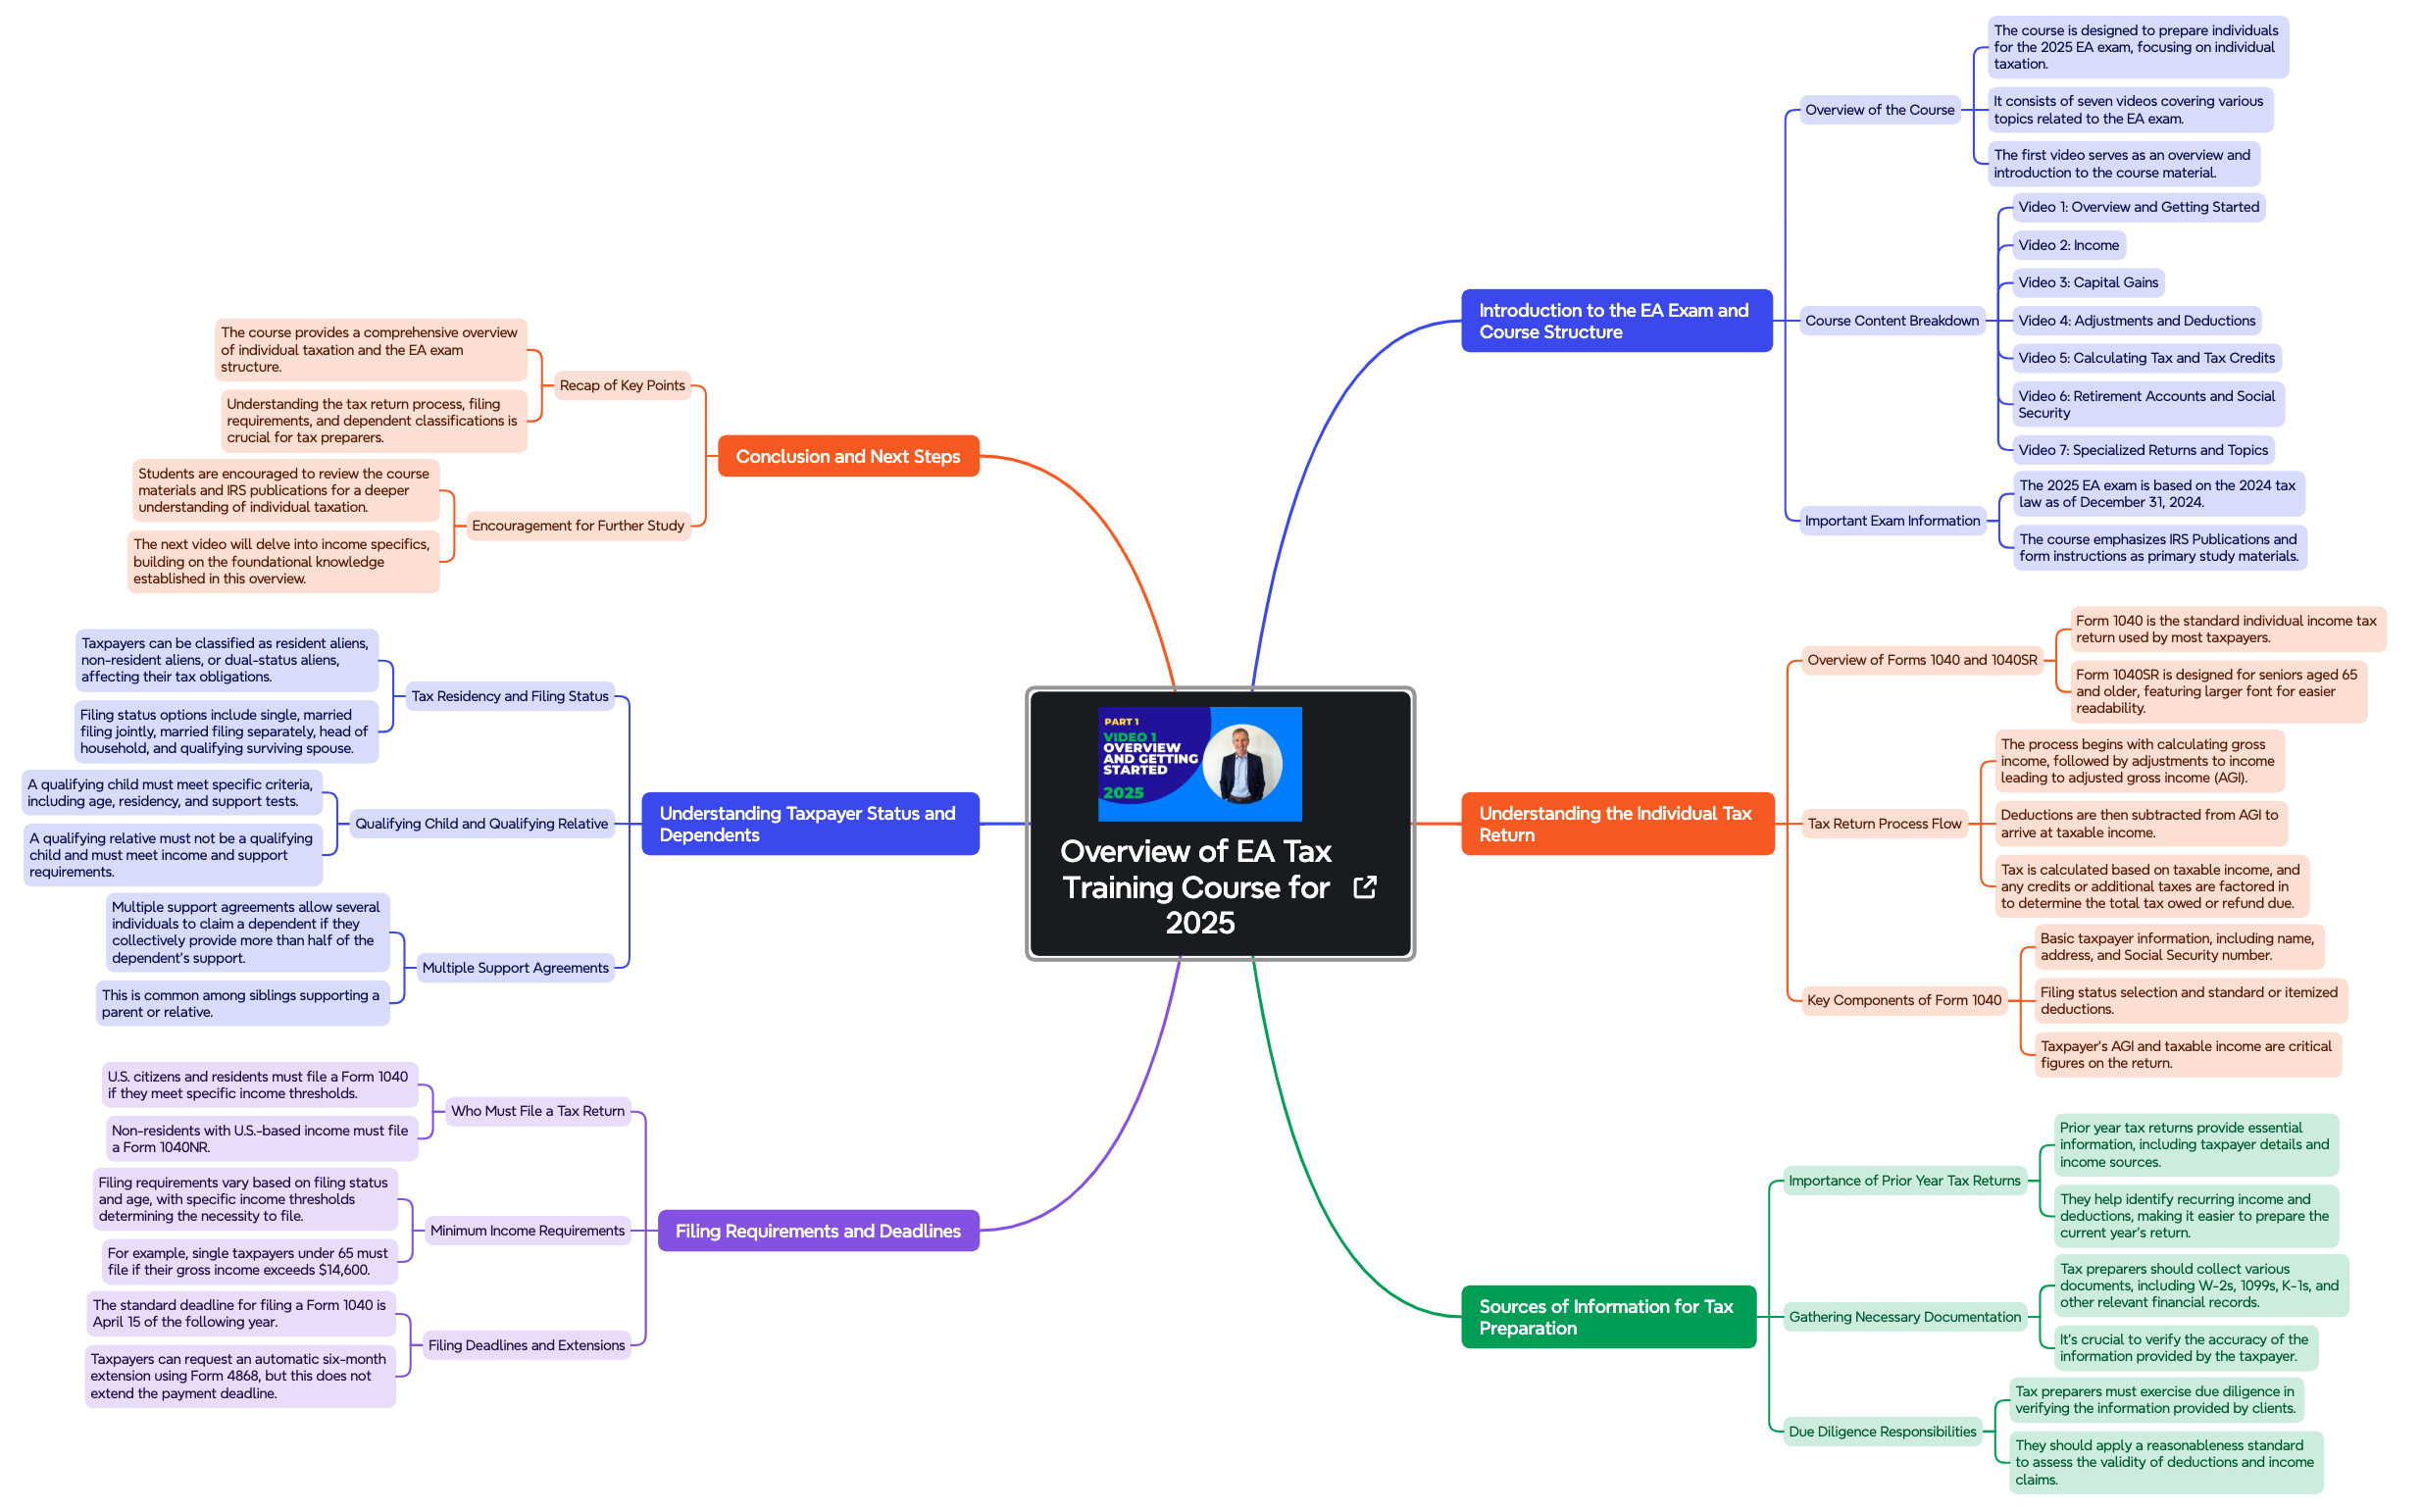 PART 1
VIDEO 1
OVERVIEW
AND GETTING
STARTED
2025
Overview of EA Tax
Training Course for
2025
Introduction to the EA Exam and
Course Structure
Overview of the Course
The course is designed to prepare individuals
for the 2025 EA exam, focusing on individual
taxation.
It consists of seven videos covering various
topics related to the EA exam.
The first video serves as an overview and
introduction to the course material.
Course Content Breakdown
Video 1: Overview and Getting Started
Video 2: Income
Video 3: Capital Gains
Video 4: Adjustments and Deductions
Video 5: Calculating Tax and Tax Credits
Video 6: Retirement Accounts and Social
Security
Video 7: Specialized Returns and Topics
Important Exam Information
The 2025 EA exam is based on the 2024 tax
law as of December 31, 2024.
The course emphasizes IRS Publications and
form instructions as primary study materials.
Understanding the Individual Tax
Return
Overview of Forms 1040 and 1040SR
Form 1040 is the standard individual income tax
return used by most taxpayers.
Form 1040SR is designed for seniors aged 65
and older, featuring larger font for easier
readability.
Tax Return Process Flow
The process begins with calculating gross
income, followed by adjustments to income
leading to adjusted gross income (AGI).
Deductions are then subtracted from AGI to
arrive at taxable income.
Tax is calculated based on taxable income, and
any credits or additional taxes are factored in
to determine the total tax owed or refund due.
Key Components of Form 1040
Basic taxpayer information, including name,
address, and Social Security number.
Filing status selection and standard or itemized
deductions.
Taxpayer's AGI and taxable income are critical
figures on the return.
Sources of Information for Tax
Preparation
Importance of Prior Year Tax Returns
Prior year tax returns provide essential
information, including taxpayer details and
income sources.
They help identify recurring income and
deductions, making it easier to prepare the
current year's return.
Gathering Necessary Documentation
Tax preparers should collect various
documents, including W-2s, 1099s, K-1s, and
other relevant financial records.
It's crucial to verify the accuracy of the
information provided by the taxpayer.
Due Diligence Responsibilities
Tax preparers must exercise due diligence in
verifying the information provided by clients.
They should apply a reasonableness standard
to assess the validity of deductions and income
claims.
Filing Requirements and Deadlines
Who Must File a Tax Return
U.S. citizens and residents must file a Form 1040
if they meet specific income thresholds.
Non-residents with U.S.-based income must file
a Form 1040NR.
Minimum Income Requirements
Filing requirements vary based on filing status
and age, with specific income thresholds
determining the necessity to file.
For example, single taxpayers under 65 must
file if their gross income exceeds $14,600.
Filing Deadlines and Extensions
The standard deadline for filing a Form 1040 is
April 15 of the following year.
Taxpayers can request an automatic six-month
extension using Form 4868, but this does not
extend the payment deadline.
Understanding Taxpayer Status and
Dependents
Tax Residency and Filing Status
Taxpayers can be classified as resident aliens,
non-resident aliens, or dual-status aliens,
affecting their tax obligations.
Filing status options include single, married
filing jointly, married filing separately, head of
household, and qualifying surviving spouse.
Qualifying Child and Qualifying Relative
A qualifying child must meet specific criteria,
including age, residency, and support tests.
A qualifying relative must not be a qualifying
child and must meet income and support
requirements.
Multiple Support Agreements
Multiple support agreements allow several
individuals to claim a dependent if they
collectively provide more than half of the
dependent's support.
This is common among siblings supporting a
parent or relative.
Conclusion and Next Steps
Recap of Key Points
The course provides a comprehensive overview
of individual taxation and the EA exam
structure.
Understanding the tax return process, filing
requirements, and dependent classifications is
crucial for tax preparers.
Encouragement for Further Study
Students are encouraged to review the course
materials and IRS publications for a deeper
understanding of individual taxation.
The next video will delve into income specifics,
building on the foundational knowledge
established in this overview.